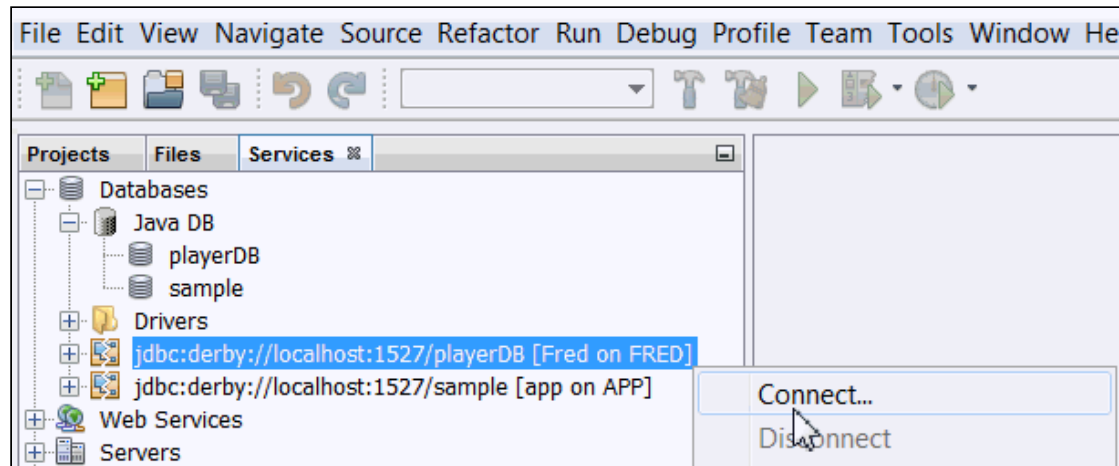 File Edit View Navigate Source Refactor Run Debug Profile Team Tools Window He
Projects Files Services
Databases
Java DB
playerDB
sample
Drivers
jdbc:derby://localhost:1527/playerDB [Fred on FRED]
jdbc:derby://localhost:1527/sample [app on APP]
Connect...
Web Services
Disconnect
Servers